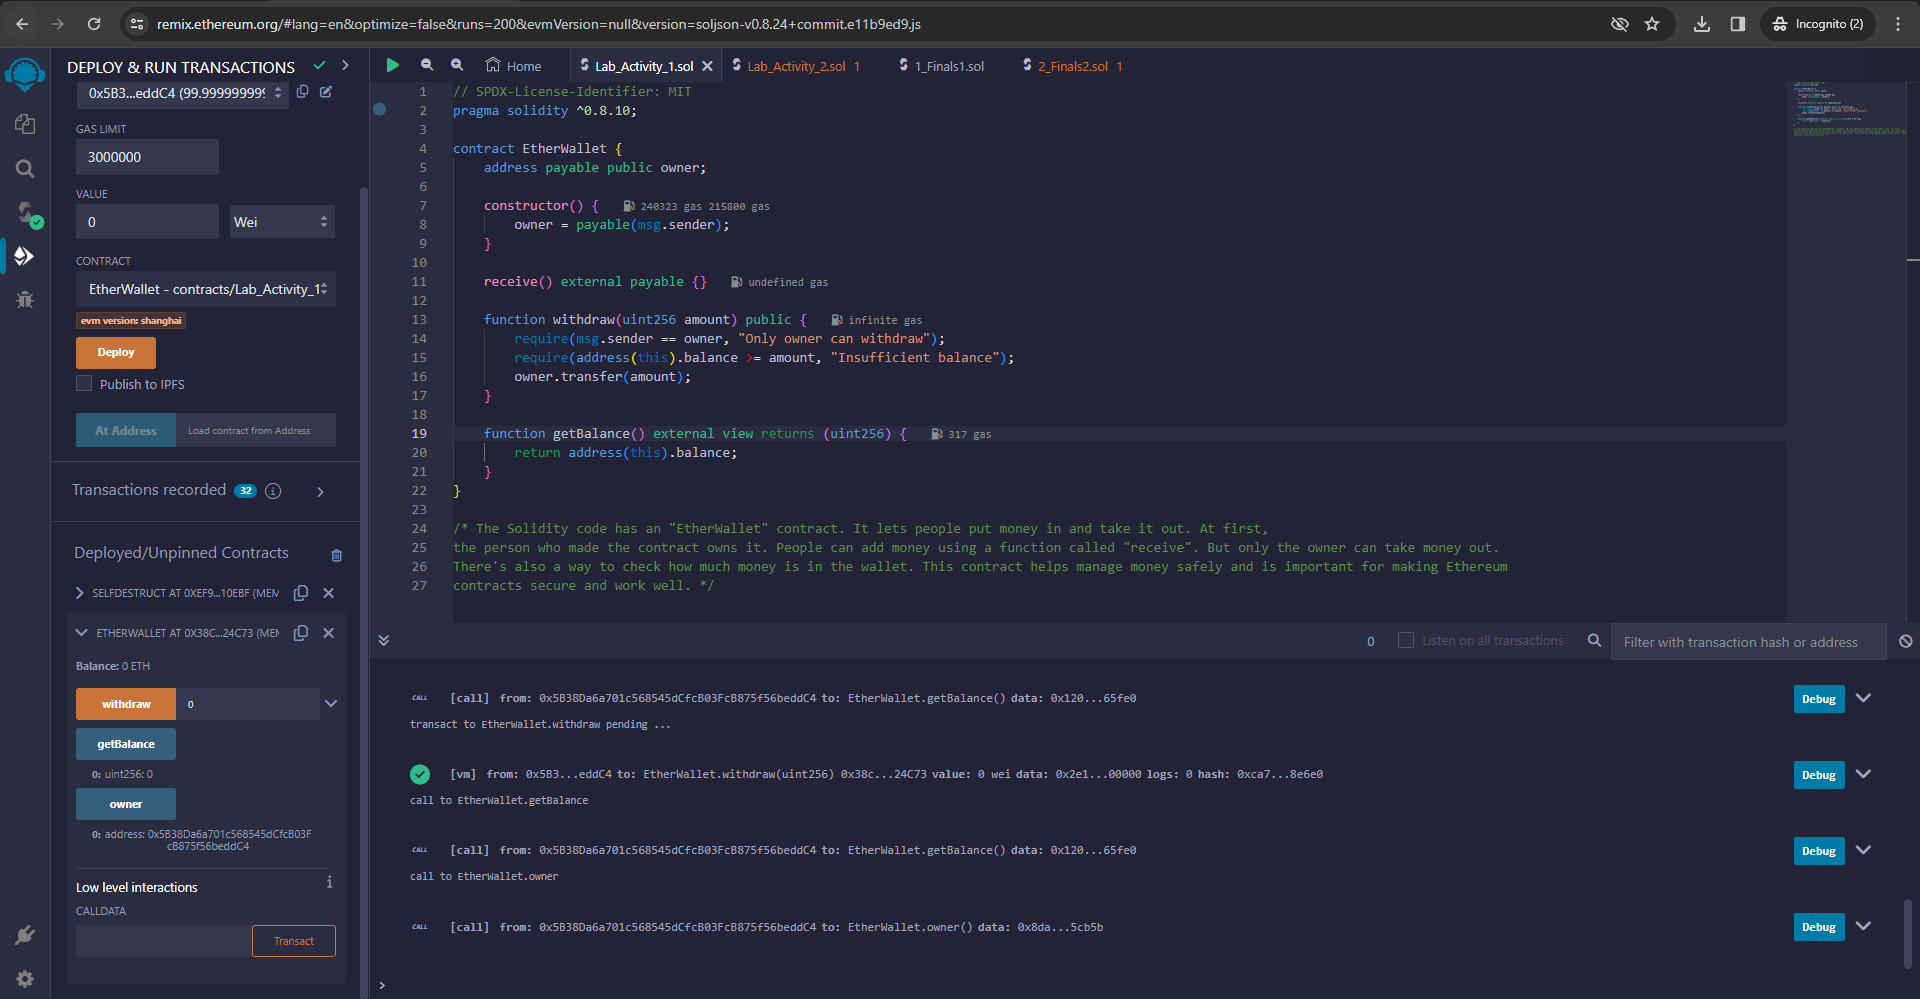 remix.ethereum.org/#lang=en&optimize=false&runs=200&evmVersion=null&version=soljson-v0.8.24+commit.e11b9ed9.js
Incognito (2)
DEPLOY & RUN TRANSACTIONS
0x5B3...eddC4 (99.9999999999
GAS LIMIT
3000000
VALUE
0
Wei
CONTRACT
EtherWallet - contracts/Lab_Activity_1
evm version: shanghai
Deploy
Publish to IPFS
At Address
Load contract from Address
Transactions recorded 32
Deployed/Unpinned Contracts
SELFDESTRUCT AT 0XEF9...10EBF (MEM
ETHERWALLET AT 0X38C...24C73 (MEM
Balance: 0 ETH
withdraw
0
getBalance
0: uint256: 0
owner
0: address: 0x5B38Da6a701c568545dCfcB03F
cB875f56beddC4
Low level interactions
CALLDATA
Transact
Home
Lab_Activity_1.sol
Lab_Activity_2.sol 1
1_Finals1.sol
2_Finals2.sol 1
1 // SPDX-License-Identifier: MIT
2 pragma solidity ^0.8.10;
3
4 contract EtherWallet {
5 address payable public owner;
6
7 constructor() { 240323 gas 215800 gas
8 owner = payable(msg.sender);
9 }
10
11 receive() external payable {} undefined gas
12
13 function withdraw(uint256 amount) public { infinite gas
14 require(msg.sender == owner, "Only owner can withdraw");
15 require(address(this).balance >= amount, "Insufficient balance");
16 owner.transfer(amount);
17 }
18
19 function getBalance() external view returns (uint256) { 317 gas
20 return address(this).balance;
21 }
22 }
23
24 /* The Solidity code has an "EtherWallet" contract. It lets people put money in and take it out. At first,
25 the person who made the contract owns it. People can add money using a function called "receive". But only the owner can take money out.
26 There's also a way to check how much money is in the wallet. This contract helps manage money safely and is important for making Ethereum
27 contracts secure and work well. */
0
Listen on all transactions
Filter with transaction hash or address
CALL [call] from: 0x5B38Da6a701c568545dCfcB03FcB875f56beddC4 to: EtherWallet.getBalance() data: 0x120...65fe0
Debug
transact to EtherWallet.withdraw pending ...
[vm] from: 0x5B3...eddC4 to: EtherWallet.withdraw(uint256) 0x38c...24C73 value: 0 wei data: 0x2e1...00000 logs: 0 hash: 0xca7...8e6e0
Debug
call to EtherWallet.getBalance
CALL [call] from: 0x5B38Da6a701c568545dCfcB03FcB875f56beddC4 to: EtherWallet.getBalance() data: 0x120...65fe0
Debug
call to EtherWallet.owner
CALL [call] from: 0x5B38Da6a701c568545dCfcB03FcB875f56beddC4 to: EtherWallet.owner() data: 0x8da...5cb5b
Debug
>